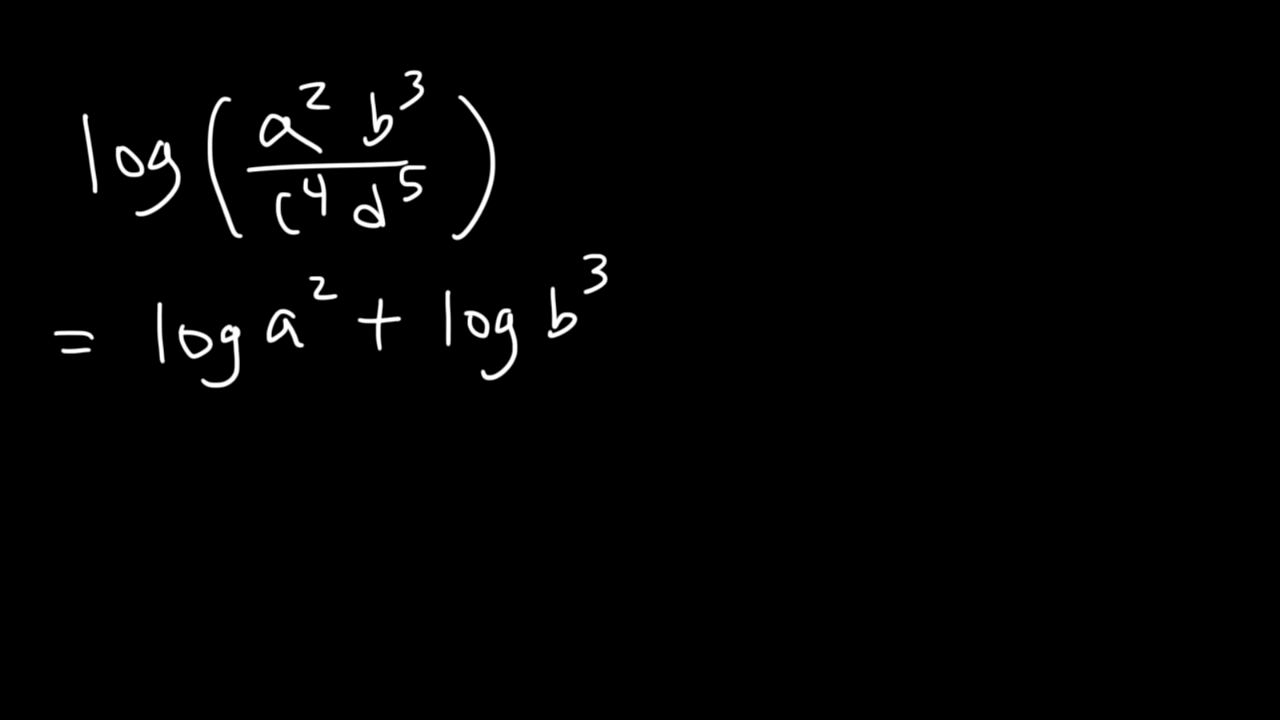 log(a²b³/c⁴d⁵)
= log a² + log b³